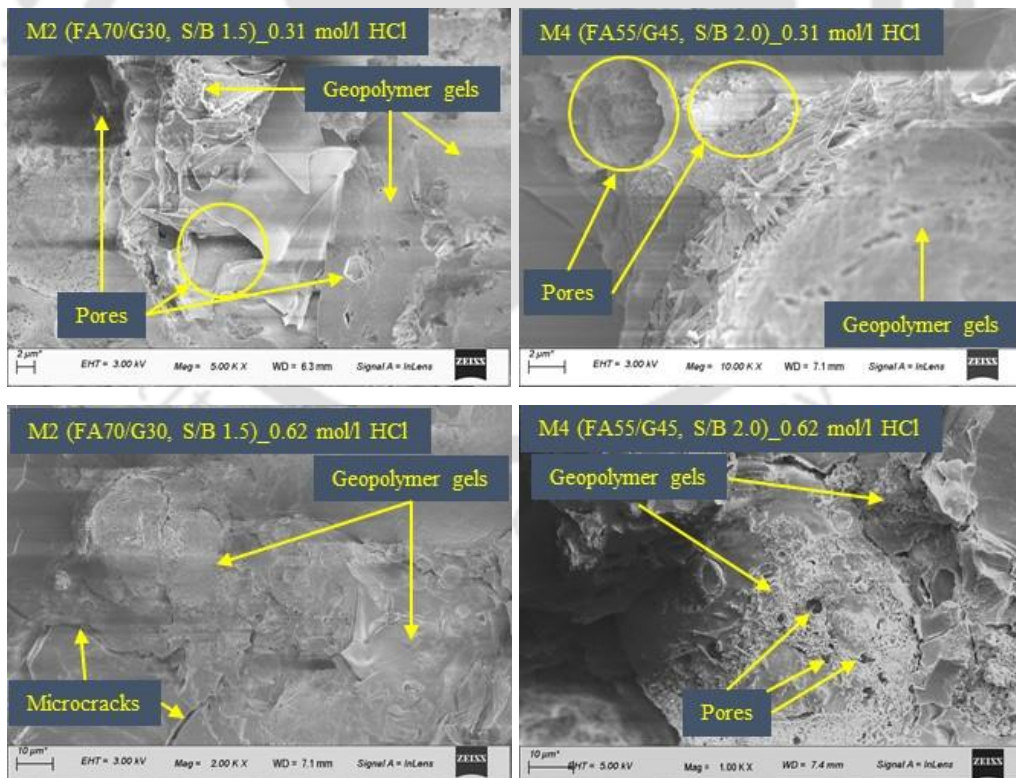 M2 (FA70/G30, S/B 1.5)_0.31 mol/l HCl
Geopolymer gels
Pores
2 µm*
EHT = 3.00 kV Mag = 5.00 K X WD = 6.3 mm Signal A = InLens
ZEISS
M4 (FA55/G45, S/B 2.0)_0.31 mol/l HCl
Pores
Geopolymer gels
2 µm*
EHT = 3.00 kV Mag = 10.00 K X WD = 7.1 mm Signal A = InLens
ZEISS
M2 (FA70/G30, S/B 1.5)_0.62 mol/l HCl
Geopolymer gels
Microcracks
10 µm*
EHT = 3.00 kV Mag = 2.00 K X WD = 7.1 mm Signal A = InLens
ZEISS
M4 (FA55/G45, S/B 2.0)_0.62 mol/l HCl
Geopolymer gels
Pores
10 µm*
EHT = 5.00 kV Mag = 1.00 K X WD = 7.4 mm Signal A = InLens
ZEISS